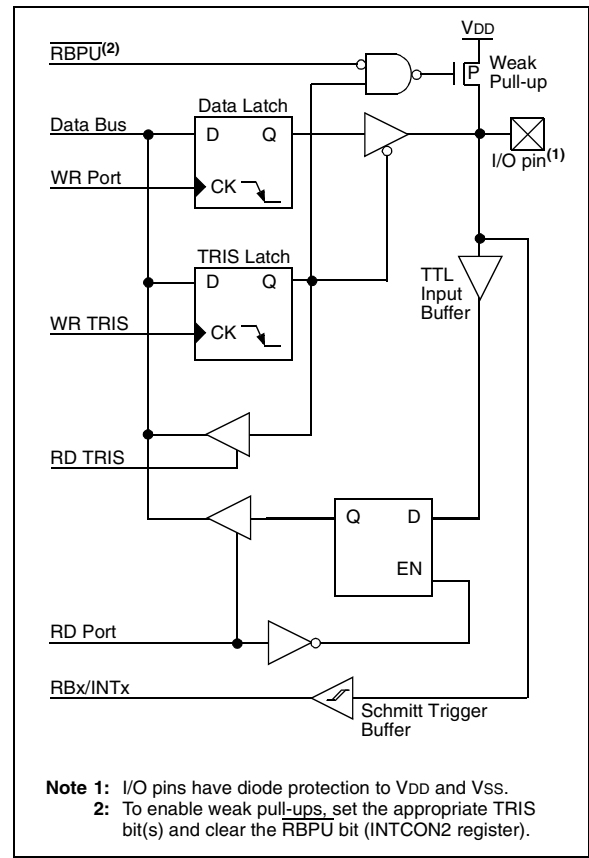 VDD
RBPU(2)
P
Weak
Pull-up
Data Latch
Data Bus
D
Q
I/O pin(1)
WR Port
CK
TRIS Latch
D
Q
TTL
Input
Buffer
WR TRIS
CK
RD TRIS
Q
D
EN
RD Port
RBx/INTx
Schmitt Trigger
Buffer
Note 1: I/O pins have diode protection to VDD and VSS.
2: To enable weak pull-ups, set the appropriate TRIS
bit(s) and clear the RBPU bit (INTCON2 register).